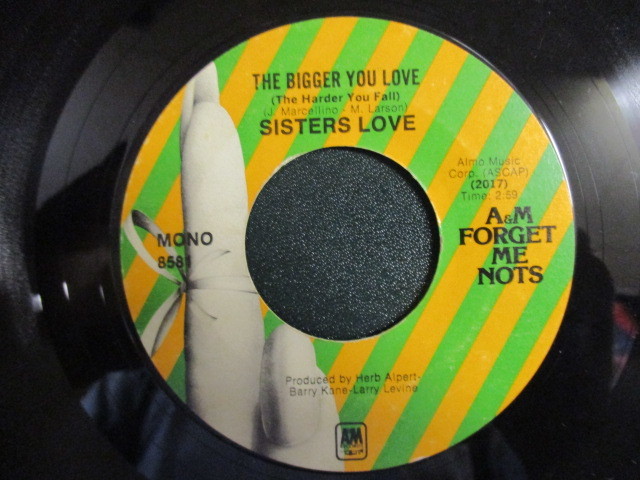 THE BIGGER YOU LOVE
(The Harder You Fall)
(J. Marcellino - M. Larson)
SISTERS LOVE
Almo Music
Corp. (ASCAP)
(2017)
Time: 2:59
MONO
8581
A&M
FORGET
ME
NOTS
Produced by Herb Alpert-
Barry Kane-Larry Levine
A&M